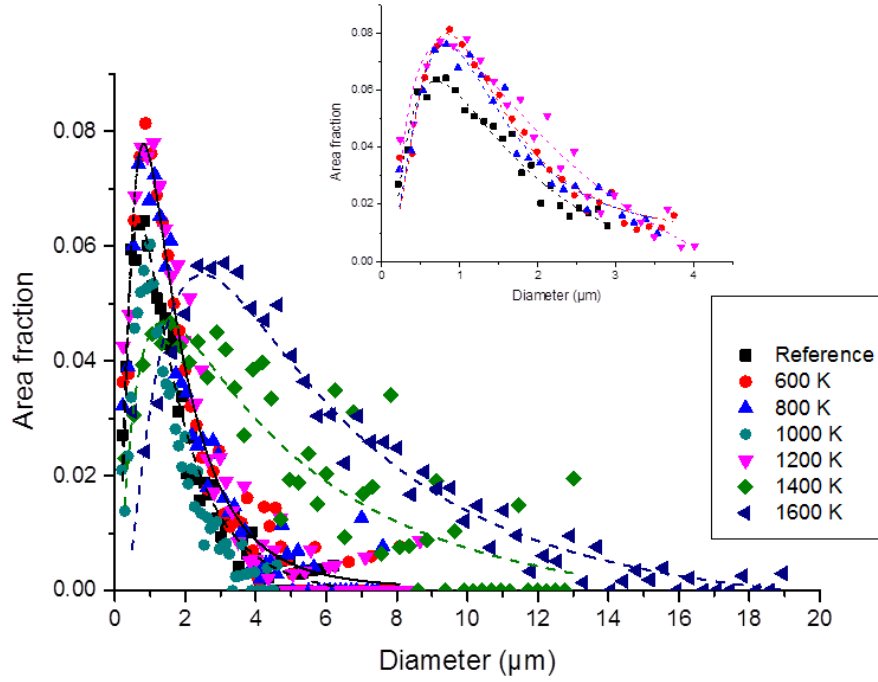 0.08
0.06
0.04
0.02
0.00
Area fraction
0
1
2
3
4
Diameter (µm)
0.08
0.06
0.04
0.02
0.00
Area fraction
0
2
4
6
8
10
12
14
16
18
20
Diameter (µm)
Reference
600 K
800 K
1000 K
1200 K
1400 K
1600 K